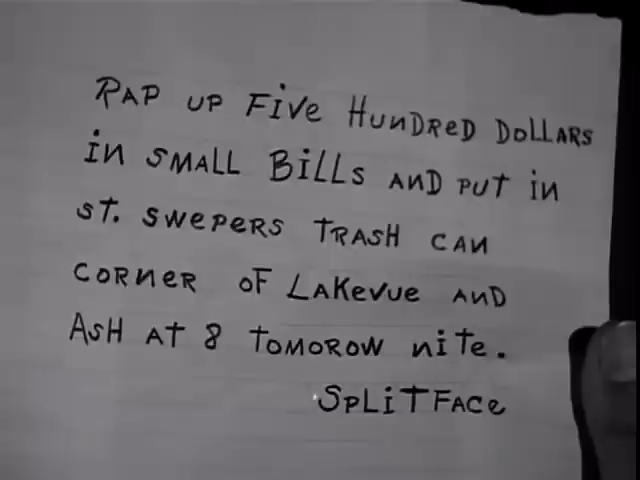 RAP UP FIVE HUNDRED DOLLARS
IN SMALL BILLS AND PUT IN
ST. SWEPERS TRASH CAN
CORNER OF LAKEVUE AND
ASH AT 8 TOMOROW NITE.
SPLITFACE